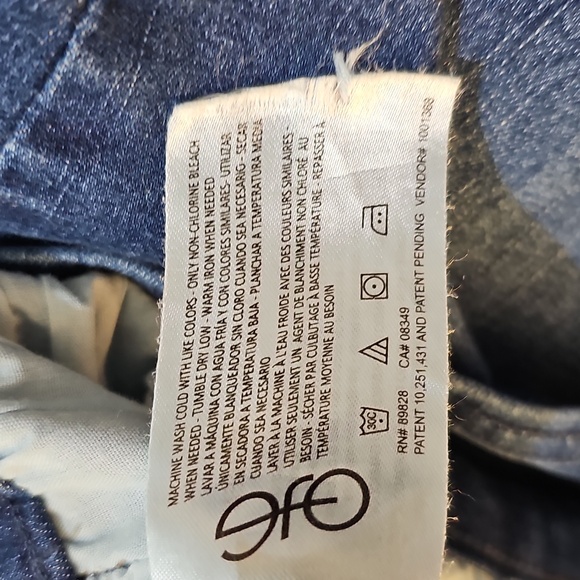 MACHINE WASH COLD WITH LIKE COLORS - ONLY NON-CHLORINE BLEACH
WHEN NEEDED - TUMBLE DRY LOW - WARM IRON WHEN NEEDED
LAVAR A MÁQUINA CON AGUA FRÍA Y CON COLORES SIMILARES - UTILIZAR
ÚNICAMENTE BLANQUEADOR SIN CLORO CUANDO SEA NECESARIO - SECAR
EN SECADORA A TEMPERATURA BAJA - PLANCHAR A TEMPERATURA MEDIA
CUANDO SEA NECESARIO
LAVER À LA MACHINE À L'EAU FROIDE AVEC DES COULEURS SIMILAIRES -
UTILISER SEULEMENT UN AGENT DE BLANCHIMENT NON CHLORÉ AU
BESOIN - SÉCHER PAR CULBUTAGE À BASSE TEMPÉRATURE - REPASSER À
TEMPÉRATURE MOYENNE AU BESOIN
30C
RN# 89828 CA# 08349
PATENT 10,251,431 AND PATENT PENDING VENDOR# 1001368